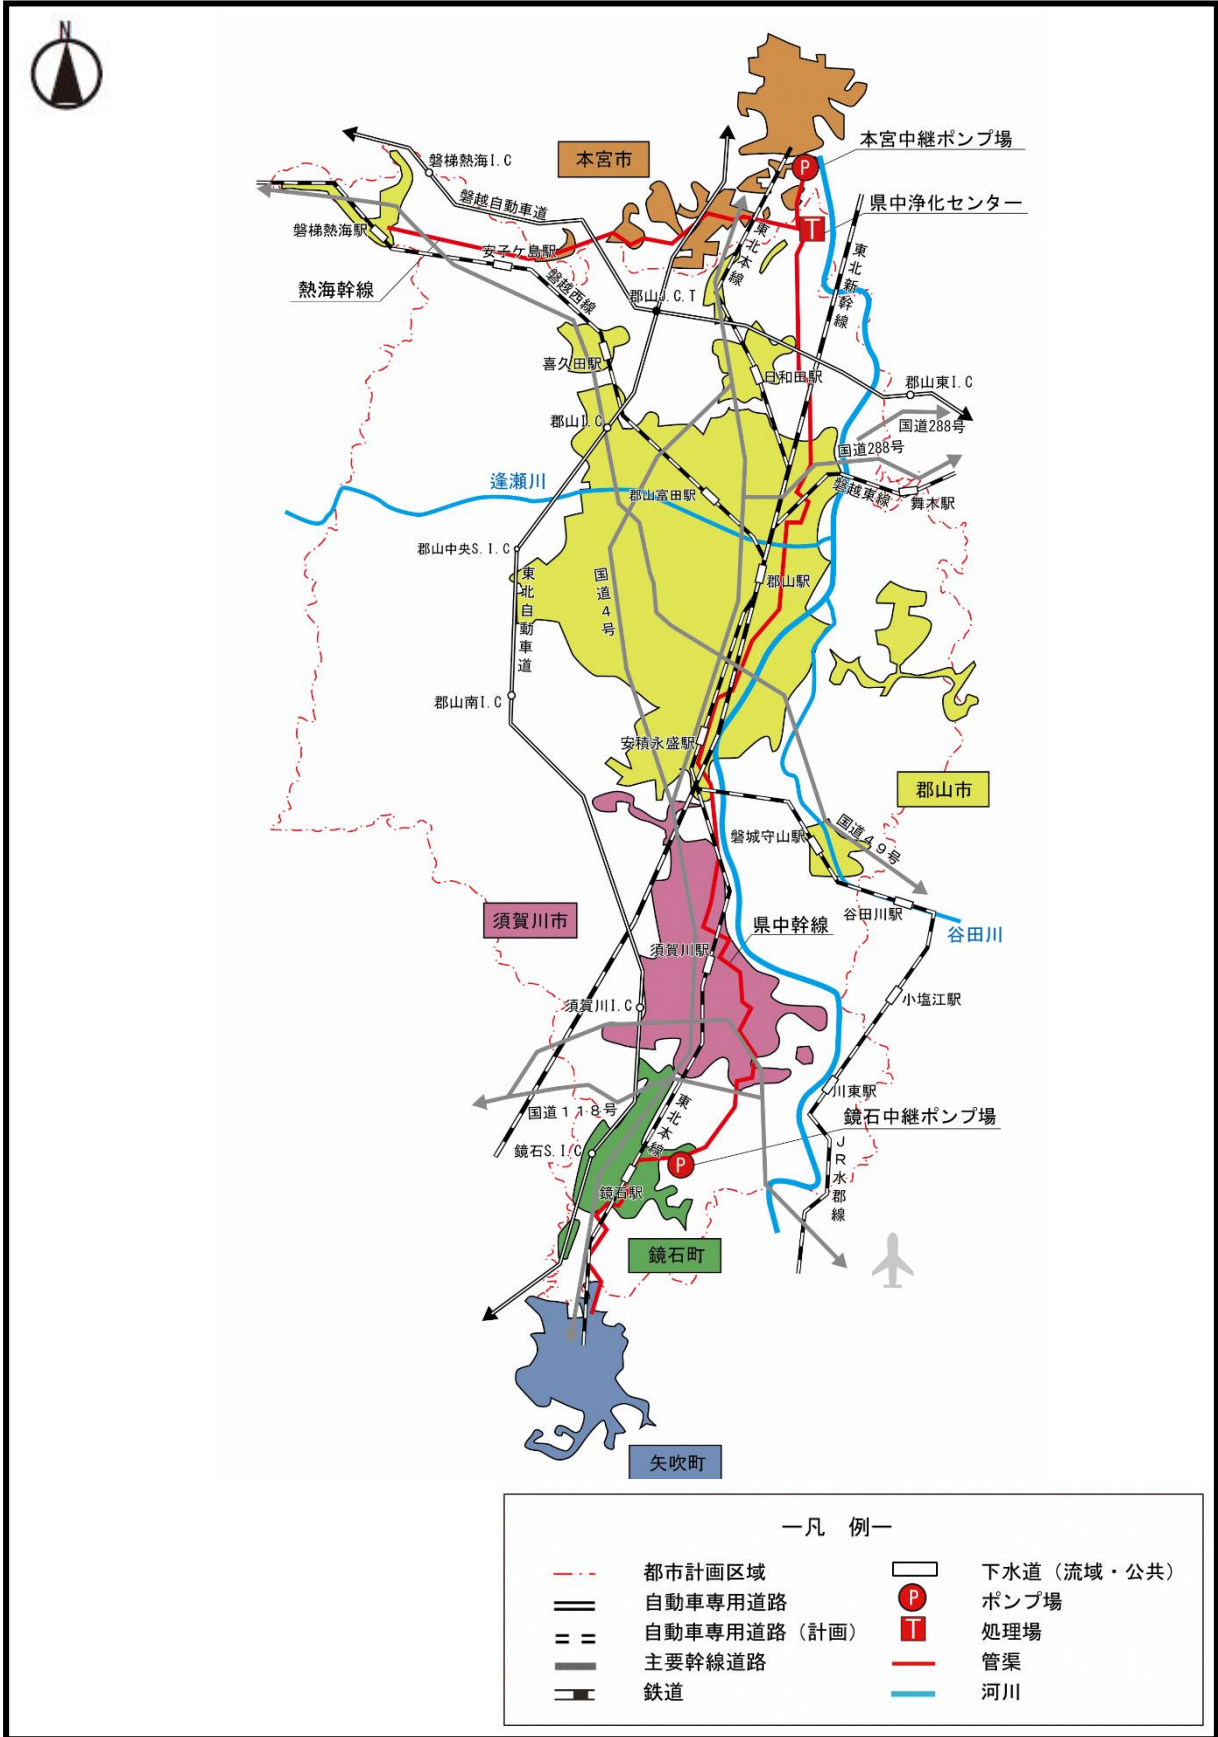 N
本宮中継ポンプ場
磐梯熱海I.C
本宮市
磐越自動車道
県中浄化センター
磐梯熱海駅
安子ケ島駅
東北本線
東北新幹線
熱海幹線
磐越西線
郡山J.C.T
喜久田駅
日和田駅
郡山東I.C
郡山I.C
国道288号
国道288号
逢瀬川
郡山富田駅
磐越東線
舞木駅
郡山中央S.I.C
東北自動車道
国道4号
郡山駅
郡山南I.C
安積永盛駅
郡山市
磐城守山駅
国道49号
須賀川市
県中幹線
谷田川駅
谷田川
須賀川駅
須賀川I.C
小塩江駅
川東駅
国道118号
東北本線
鏡石中継ポンプ場
鏡石S.I.C
P
JR水郡線
鏡石駅
鏡石町
矢吹町
P
T
―凡 例―
都市計画区域
下水道（流域・公共）
自動車専用道路
P
ポンプ場
自動車専用道路（計画）
T
処理場
主要幹線道路
管渠
鉄道
河川